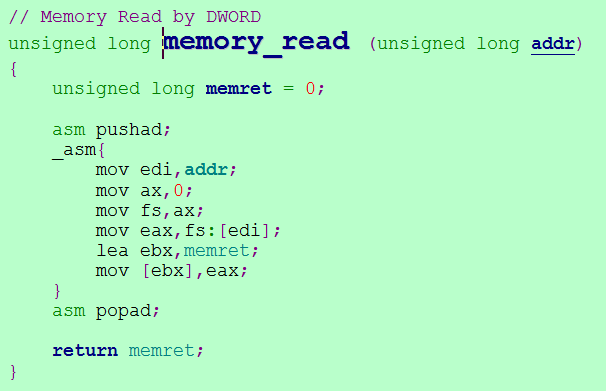 // Memory Read by DWORD
unsigned long memory_read (unsigned long addr)
{
    unsigned long memret = 0;

    asm pushad;
    _asm{
        mov edi,addr;
        mov ax,0;
        mov fs,ax;
        mov eax,fs:[edi];
        lea ebx,memret;
        mov [ebx],eax;
    }
    asm popad;

    return memret;
}